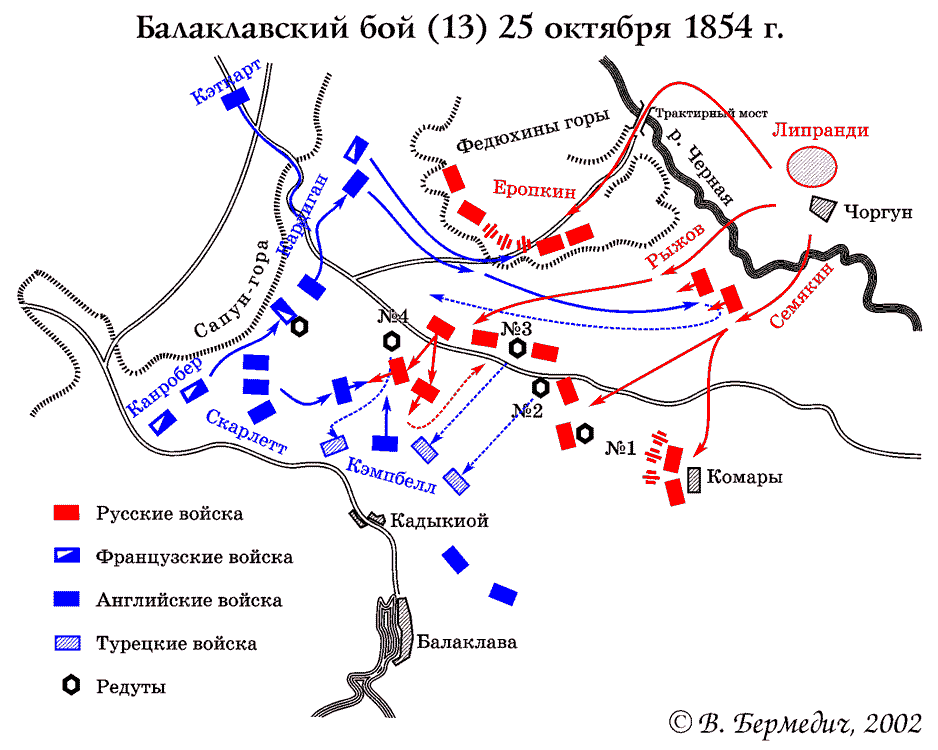 Балаклавский бой (13) 25 октября 1854 г.
Кэткарт
Федюхины горы
Трактирный мост
р. Черная
Липранди
Чоргун
Еропкин
Кардиган
Рыжов
Семякин
Сапун-гора
№4
№3
№2
№1
Канробер
Скарлетт
Кэмпбелл
Комары
Кадыкиой
Балаклава
Русские войска
Французские войска
Английские войска
Турецкие войска
Редуты
© В. Бермедич, 2002